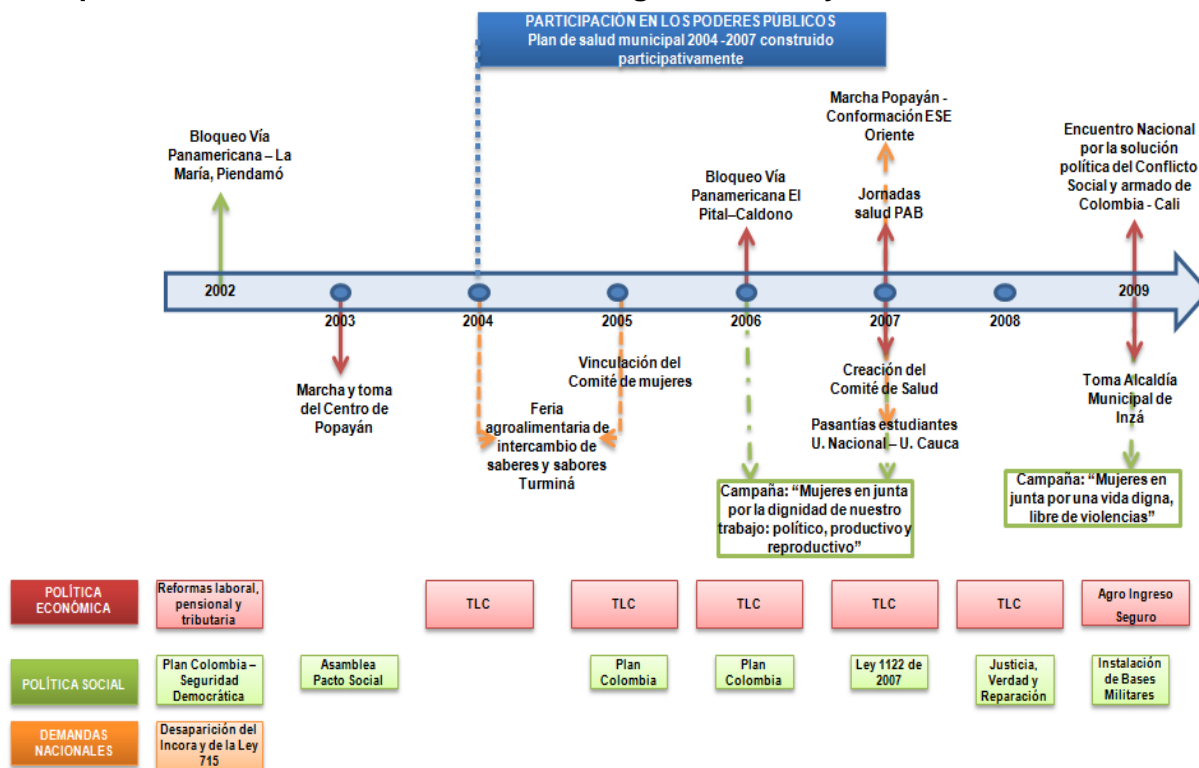 PARTICIPACIÓN EN LOS PODERES PÚBLICOS
Plan de salud municipal 2004 -2007 construido
participativamente
Bloqueo Vía
Panamericana – La
María, Piendamó
Bloqueo Vía
Panamericana El
Pital–Caldono
Marcha Popayán -
Conformación ESE
Oriente
Jornadas
salud PAB
Encuentro Nacional
por la solución
política del Conflicto
Social y armado de
Colombia - Cali
2002
2003
2004
2005
2006
2007
2008
2009
Marcha y toma
del Centro de
Popayán
Feria
agroalimentaria de
intercambio de
saberes y sabores
Turminá
Vinculación del
Comité de mujeres
Creación del
Comité de Salud
Pasantías estudiantes
U. Nacional – U. Cauca
Toma Alcaldía
Municipal de
Inzá
Campaña: “Mujeres en junta
por la dignidad de nuestro
trabajo: político, productivo y
reproductivo”
Campaña: “Mujeres en
junta por una vida digna,
libre de violencias”
POLÍTICA
ECONÓMICA
Reformas laboral,
pensional y
tributaria
TLC
TLC
TLC
TLC
TLC
Agro Ingreso
Seguro
POLÍTICA SOCIAL
Plan Colombia –
Seguridad
Democrática
Asamblea
Pacto Social
Plan
Colombia
Plan
Colombia
Ley 1122 de
2007
Justicia,
Verdad y
Reparación
Instalación
de Bases
Militares
DEMANDAS
NACIONALES
Desaparición del
Incora y de la Ley
715